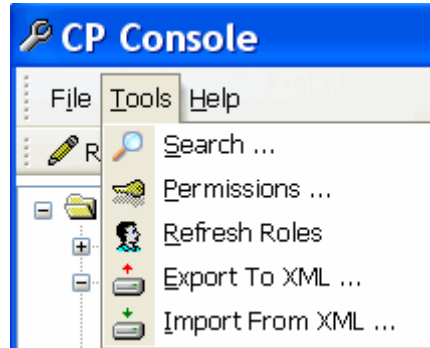 CP Console
File Tools Help
R
Search ...
Permissions ...
Refresh Roles
Export To XML ...
Import From XML ...